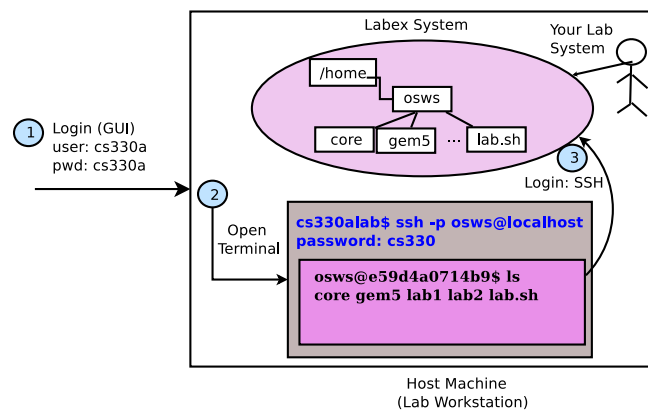 Labex System
Your Lab
System
/home
osws
core
gem5
...
lab.sh
1
Login (GUI)
user: cs330a
pwd: cs330a
2
Open
Terminal
3
Login: SSH
cs330alab$ ssh -p osws@localhost
password: cs330
osws@e59d4a0714b9$ ls
core gem5 lab1 lab2 lab.sh
Host Machine
(Lab Workstation)